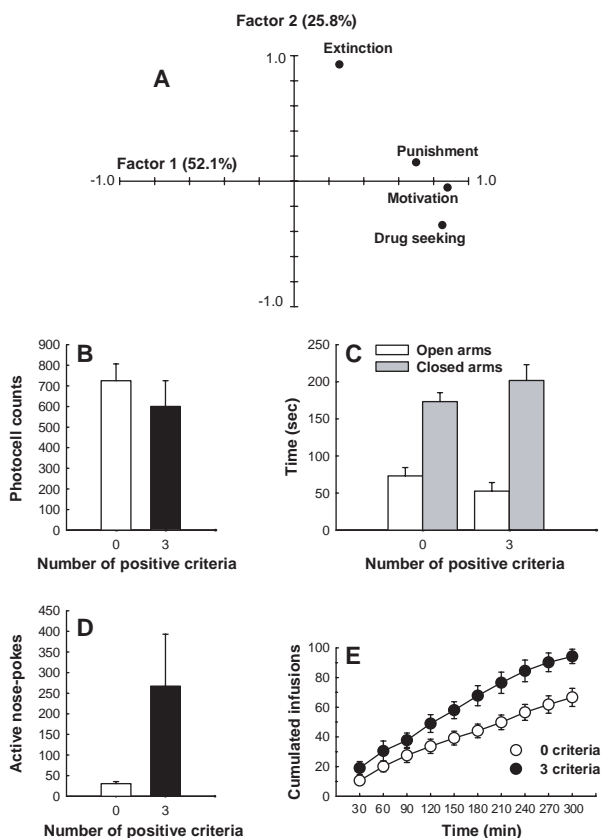 Factor 2 (25.8%)
1.0
Extinction
A
Factor 1 (52.1%)
Punishment
-1.0
1.0
Motivation
Drug seeking
-1.0
B
900
800
700
600
500
400
300
200
100
0
Photocell counts
0 3
Number of positive criteria
C
Open arms
Closed arms
250
200
150
100
50
0
Time (sec)
0 3
Number of positive criteria
D
450
400
350
300
250
200
150
100
50
0
Active nose-pokes
0 3
Number of positive criteria
E
100
80
60
40
20
0
Cumulated infusions
0 criteria
3 criteria
30 60 90 120 150 180 210 240 270 300
Time (min)